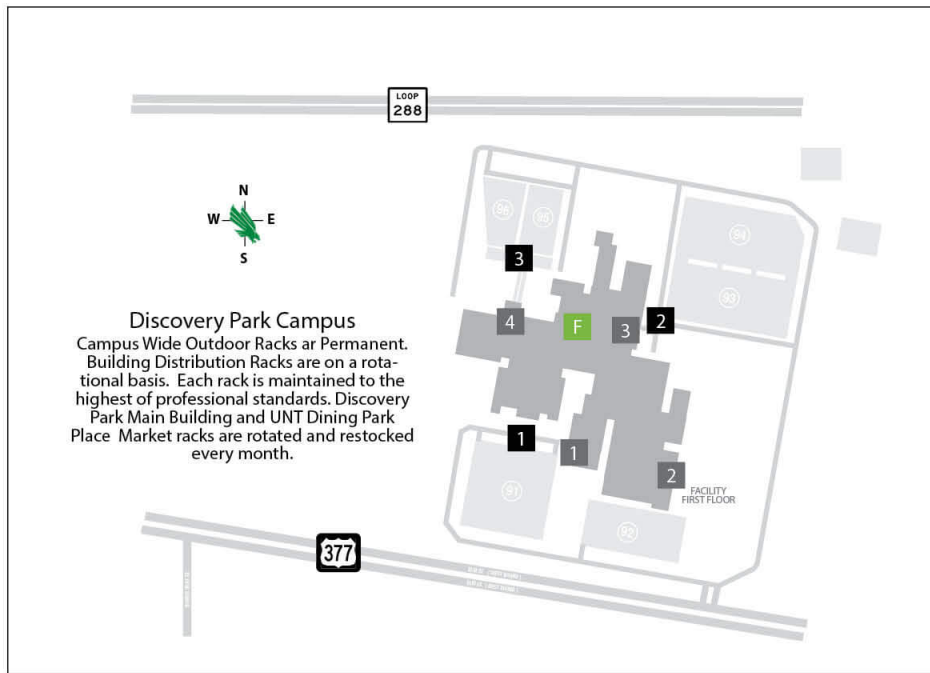 LOOP
288
N
W E
S
96
95
94
93
3
4
F
3
2
Discovery Park Campus
Campus Wide Outdoor Racks ar Permanent.
Building Distribution Racks are on a rota-
tional basis. Each rack is maintained to the
highest of professional standards. Discovery
Park Main Building and UNT Dining Park
Place Market racks are rotated and restocked
every month.
1
1
2
FACILITY
FIRST FLOOR
91
92
377